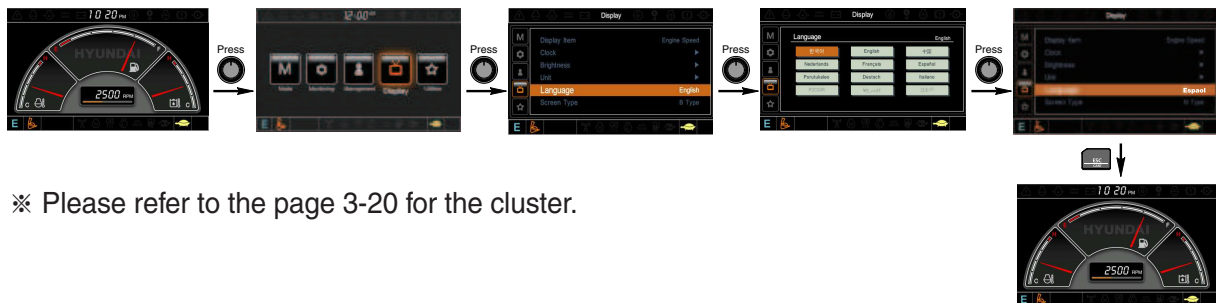 10:20 PM
HYUNDAI
H
H
C
C
2500 RPM
E
Press
12:00
M
Mode
Monitoring
Management
Display
Utilities
E
Press
Display
M
Display Item Engine Speed
Clock
Brightness
Unit
Language English
Screen Type B Type
E
Press
Display
M
Language English
한국어 English 中國
Nederlands Français Español
Deutsch Italiano
E
Press
Display
M
Display Item Engine Speed
Clock
Brightness
Unit
Language Espaol
Screen Type B Type
E
ESC
※ Please refer to the page 3-20 for the cluster.
10:20 PM
HYUNDAI
H
H
C
C
2500 RPM
E